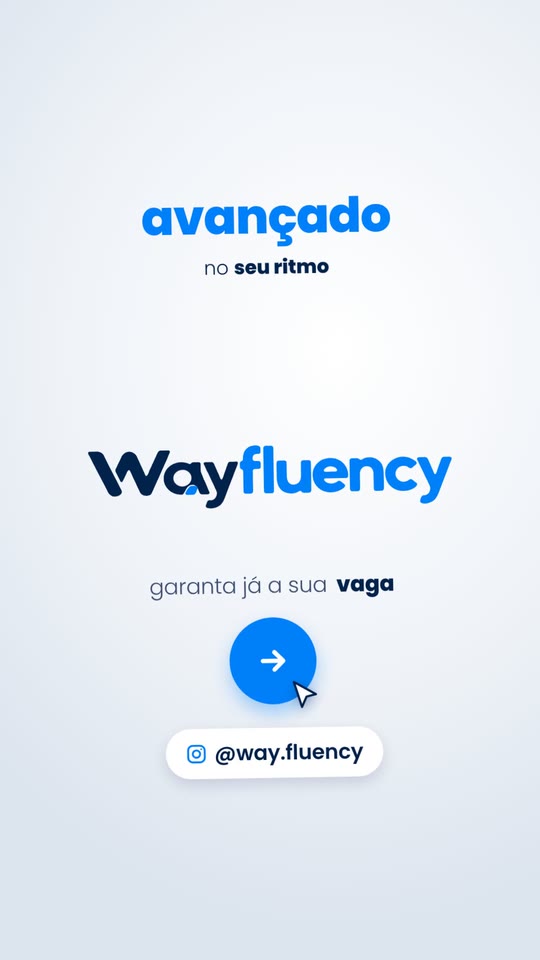 avançado
no seu ritmo
Wayfluency
garanta já a sua vaga
@way.fluency